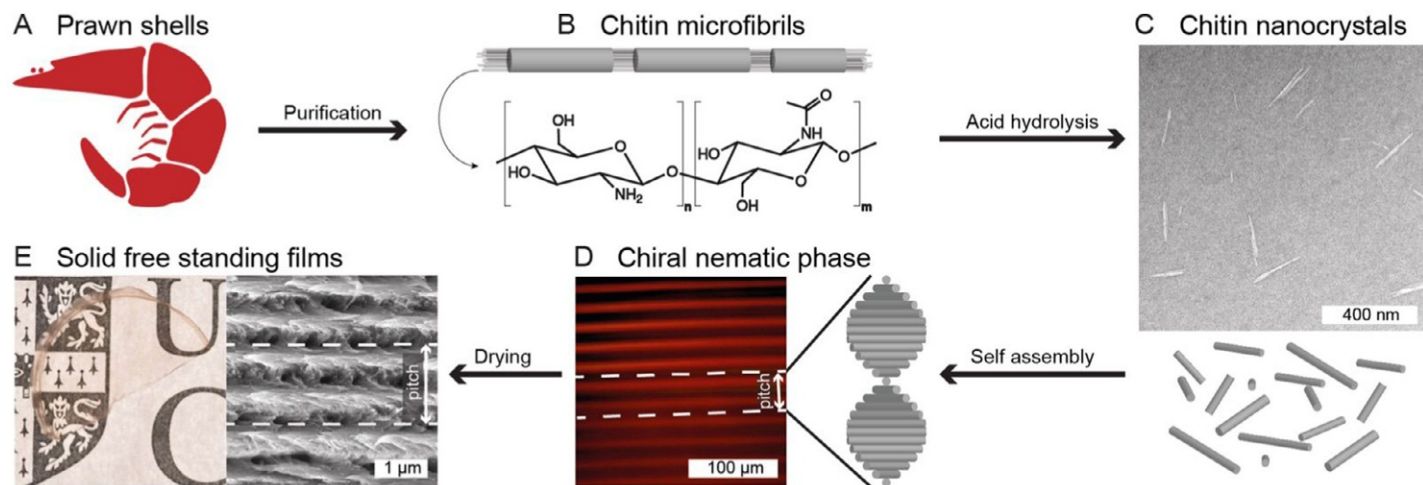 A Prawn shells
Purification
B Chitin microfibrils
OH
O
HO
NH₂
n
O
O
NH
HO
O
O
OH
m
Acid hydrolysis
C Chitin nanocrystals
400 nm
Self assembly
D Chiral nematic phase
pitch
100 μm
Drying
E Solid free standing films
U
C
pitch
1 μm